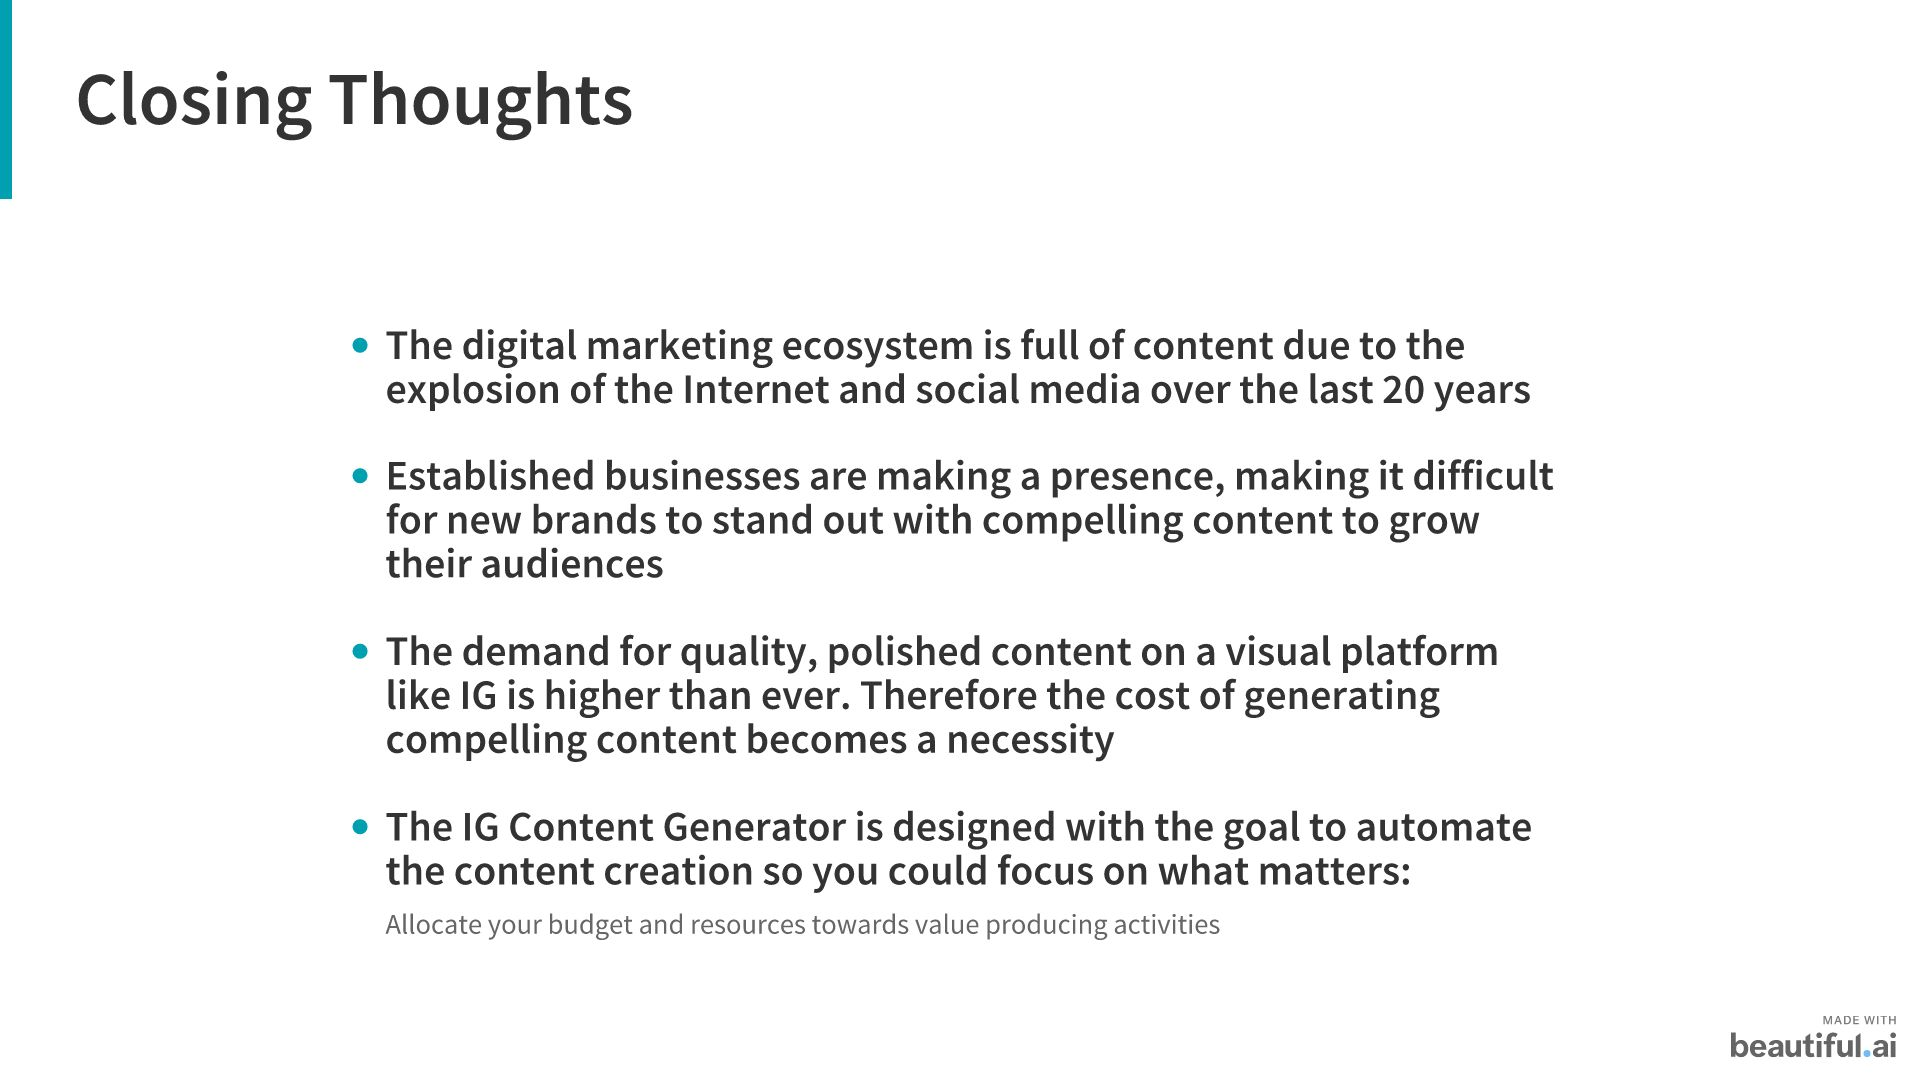 Closing Thoughts
• The digital marketing ecosystem is full of content due to the
explosion of the Internet and social media over the last 20 years
• Established businesses are making a presence, making it difficult
for new brands to stand out with compelling content to grow
their audiences
• The demand for quality, polished content on a visual platform
like IG is higher than ever. Therefore the cost of generating
compelling content becomes a necessity
• The IG Content Generator is designed with the goal to automate
the content creation so you could focus on what matters:
Allocate your budget and resources towards value producing activities
MADE WITH
beautiful.ai